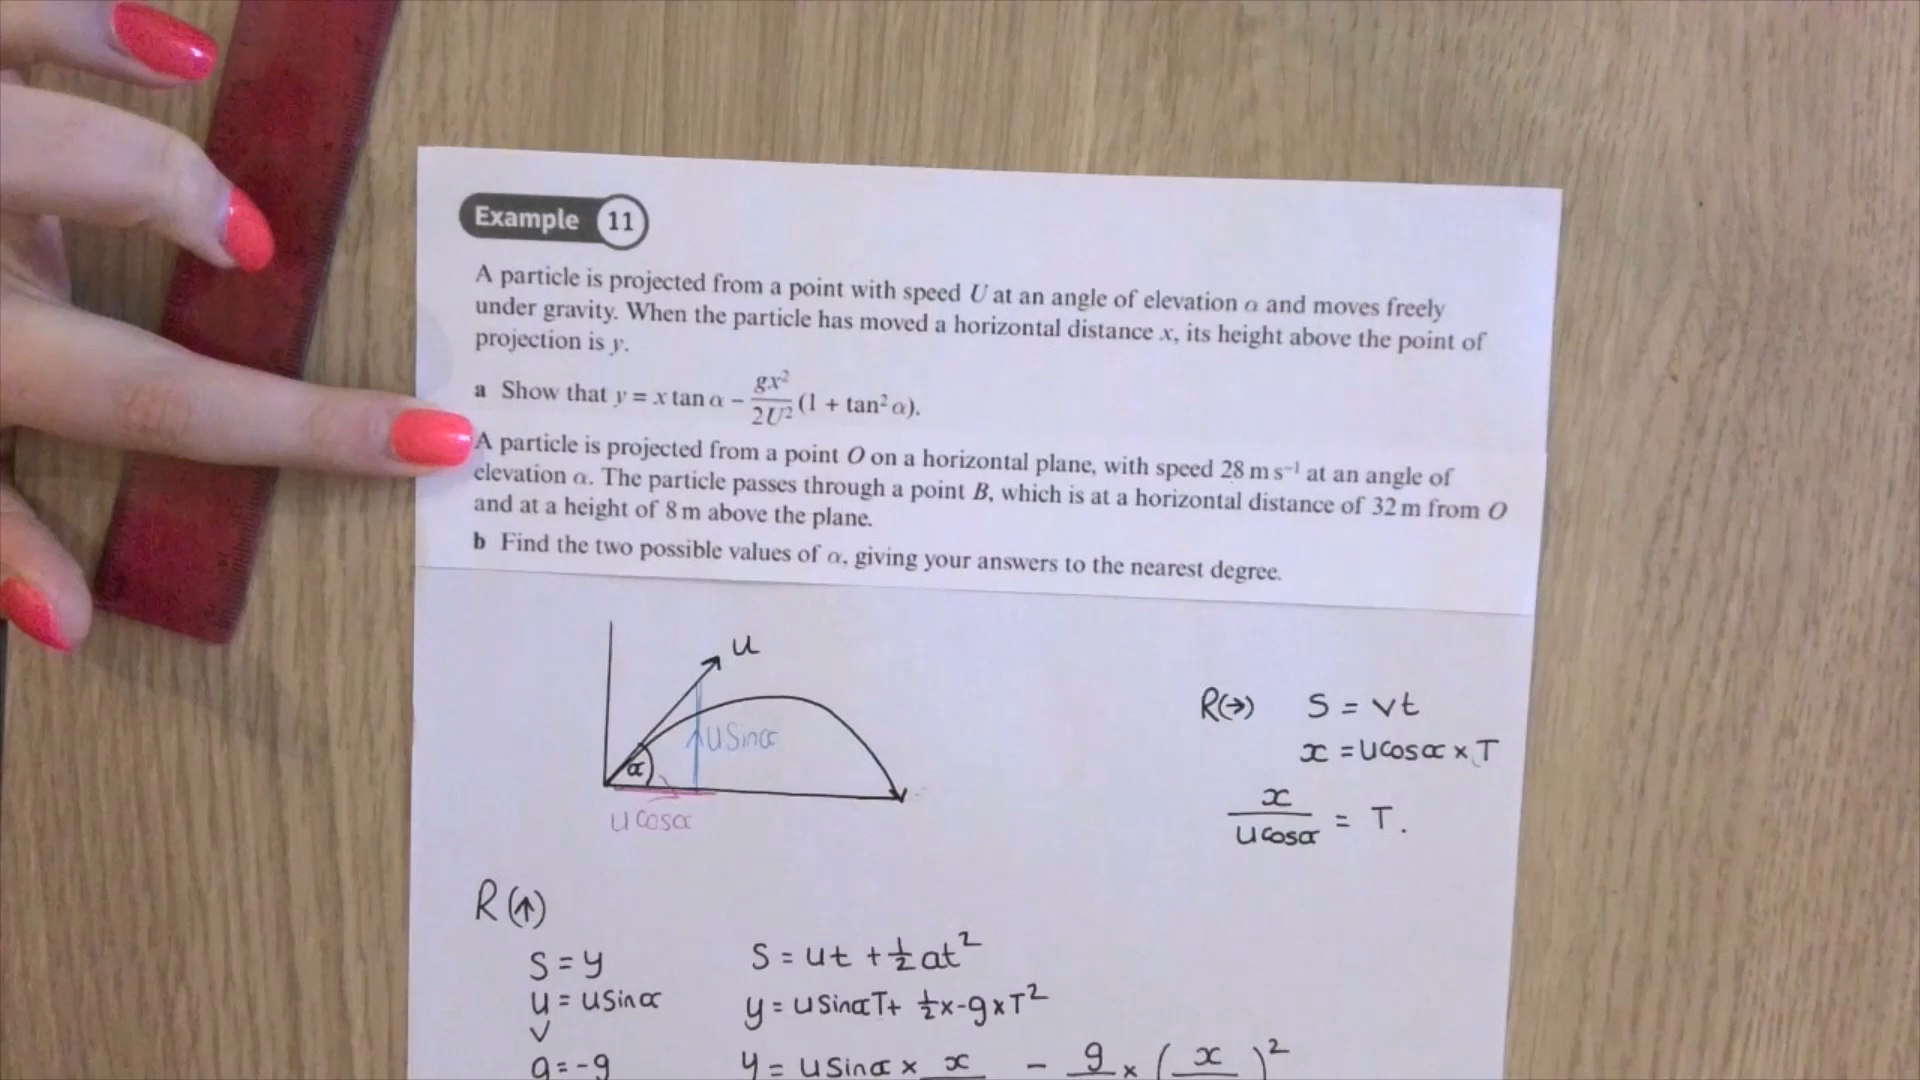 Example 11
A particle is projected from a point with speed U at an angle of elevation α and moves freely
under gravity. When the particle has moved a horizontal distance x, its height above the point of
projection is y.
a Show that y = x tan α − gx²/2U² (1 + tan² α).
A particle is projected from a point O on a horizontal plane, with speed 28 m s⁻¹ at an angle of
elevation α. The particle passes through a point B, which is at a horizontal distance of 32 m from O
and at a height of 8 m above the plane.
b Find the two possible values of α, giving your answers to the nearest degree.
u
uSinα
α
ucosα
R(→) S = vt
x = ucosα × T
x/ucosα = T.
R(↑)
S = y
u = usinα
v
a = -g
S = ut + ½at²
y = usinαT + ½x-g×T²
y = usinα × x − g × (x)²